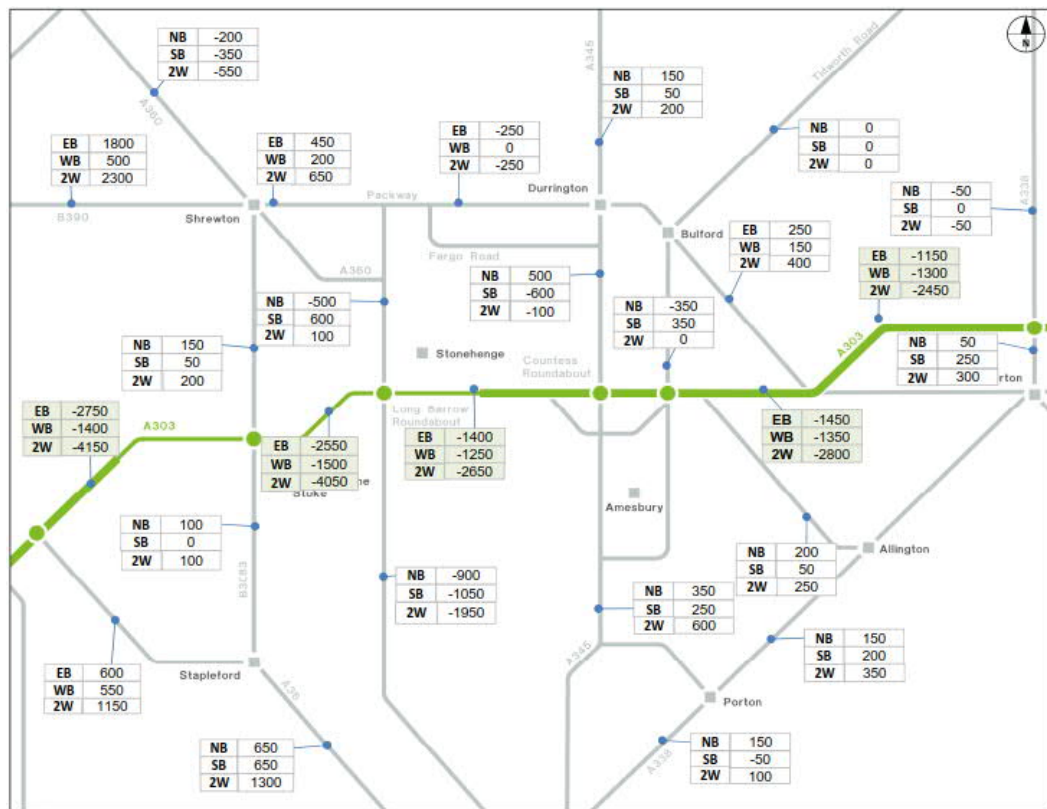 N
NB -200
SB -350
2W -550
A360
EB 1800
WB 500
2W 2300
B390
Shrewton
EB 450
WB 200
2W 650
Packway
EB -250
WB 0
2W -250
Durrington
A345
NB 150
SB 50
2W 200
Tidworth Road
NB 0
SB 0
2W 0
Bulford
EB 250
WB 150
2W 400
A338
NB -50
SB 0
2W -50
EB -1150
WB -1300
2W -2450
Fargo Road
A360
NB 500
SB -600
2W -100
NB -350
SB 350
2W 0
NB -500
SB 600
2W 100
NB 150
SB 50
2W 200
Stonehenge
Countess
Roundabout
A303
NB 50
SB 250
2W 300
rton
Long Barrow
Roundabout
EB -2750
WB -1400
2W -4150
A303
EB -2550
WB -1500
2W -4050
ne
Stoke
EB -1400
WB -1250
2W -2650
EB -1450
WB -1350
2W -2800
Amesbury
NB 100
SB 0
2W 100
NB 200
SB 50
2W 250
Allington
NB -900
SB -1050
2W -1950
NB 350
SB 250
2W 600
NB 150
SB 200
2W 350
A345
Stapleford
EB 600
WB 550
2W 1150
A36
Porton
NB 650
SB 650
2W 1300
NB 150
SB -50
2W 100
A338